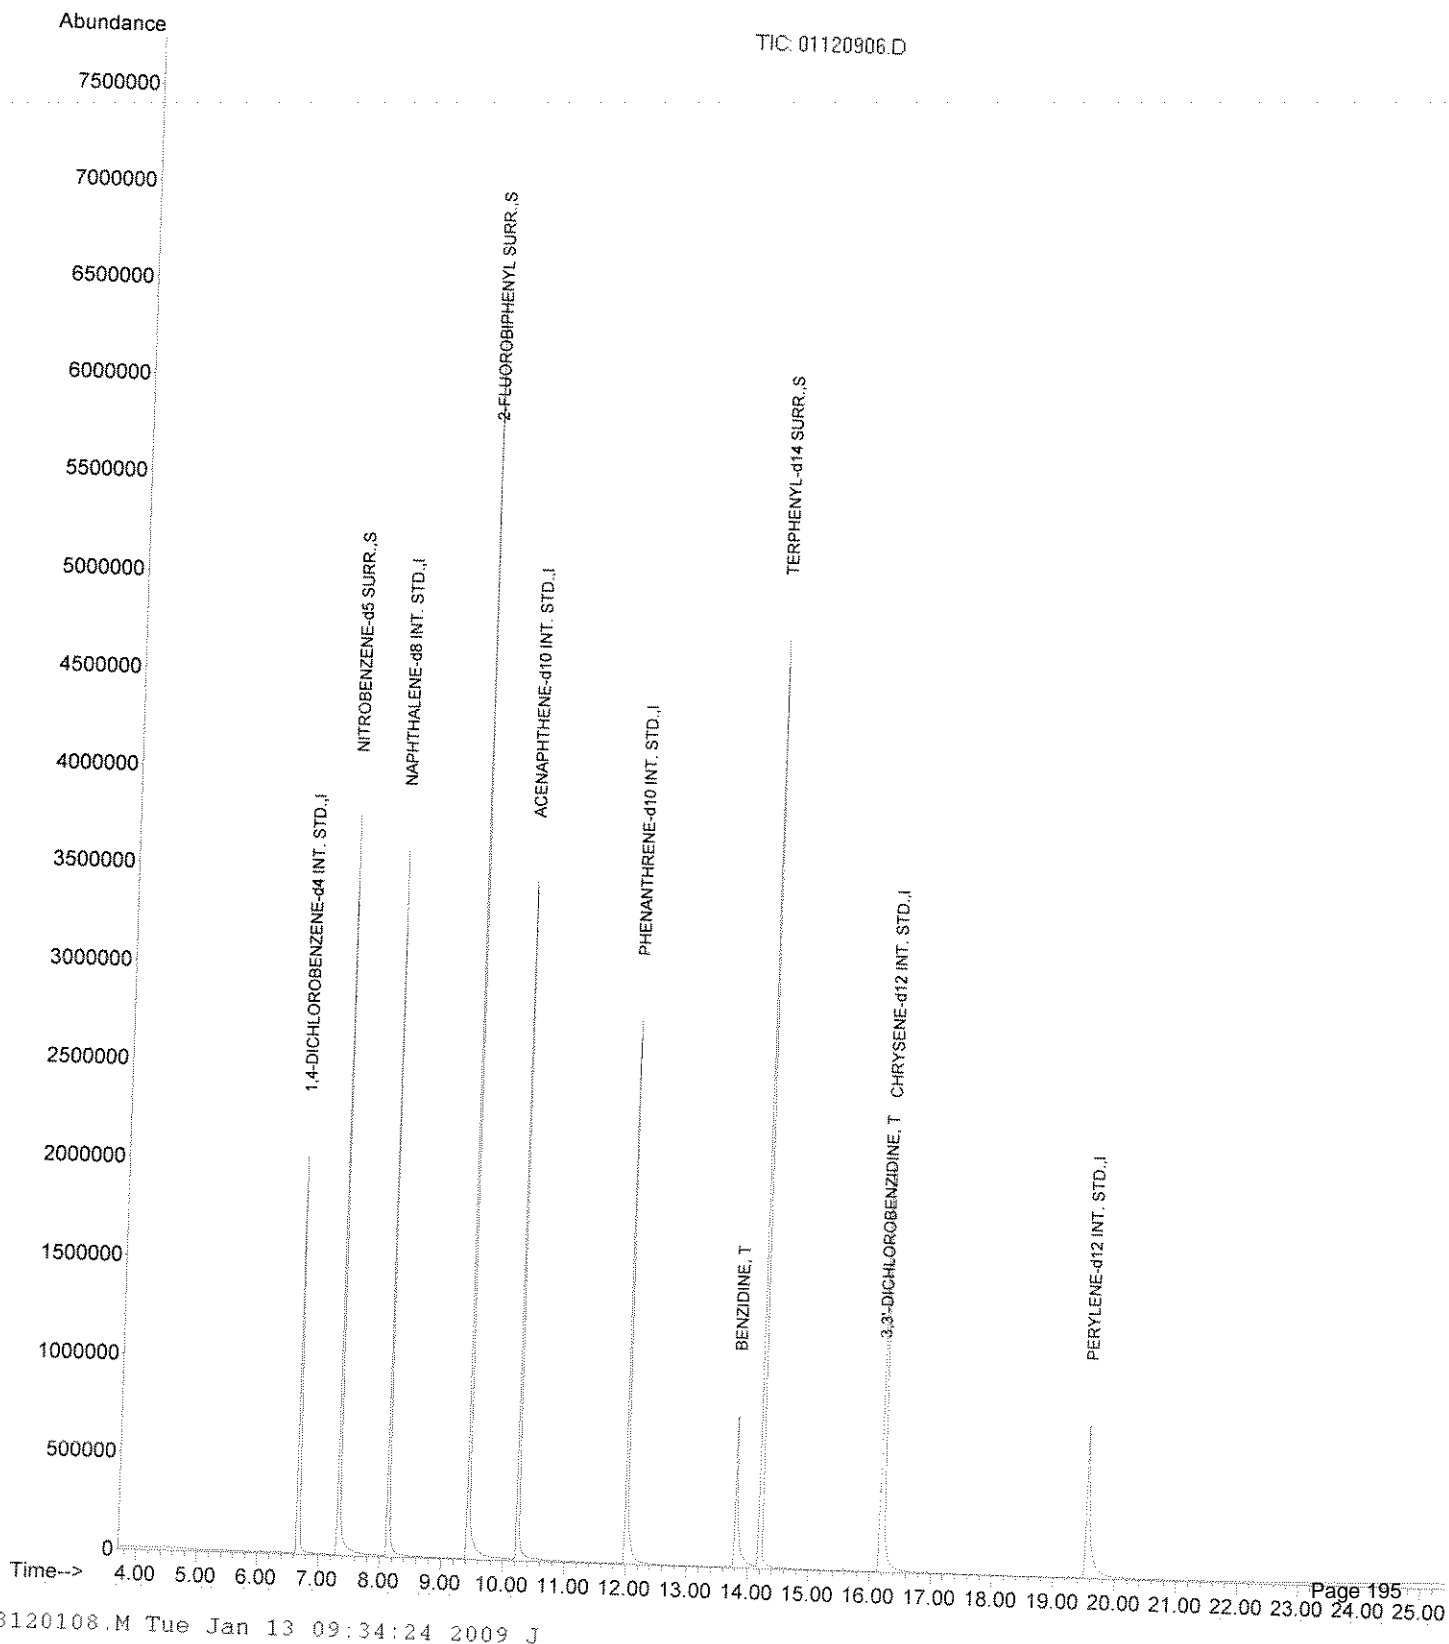 Abundance
TIC: 01120906.D
7500000
7000000
6500000
6000000
5500000
5000000
4500000
4000000
3500000
3000000
2500000
2000000
1500000
1000000
500000
0
1,4-DICHLOROBENZENE-d4 INT. STD.,I
NITROBENZENE-d5 SURR.,S
NAPHTHALENE-d8 INT. STD.,I
2-FLUOROBIPHENYL SURR.,S
ACENAPHTHENE-d10 INT. STD.,I
PHENANTHRENE-d10 INT. STD.,I
BENZIDINE, T
TERPHENYL-d14 SURR.,S
3,3'-DICHLOROBENZIDINE, T
CHRYSENE-d12 INT. STD.,I
PERYLENE-d12 INT. STD.,I
Time--> 4.00 5.00 6.00 7.00 8.00 9.00 10.00 11.00 12.00 13.00 14.00 15.00 16.00 17.00 18.00 19.00 20.00 21.00 22.00 23.00 24.00 25.00
Page 195
3120108.M Tue Jan 13 09:34:24 2009 J